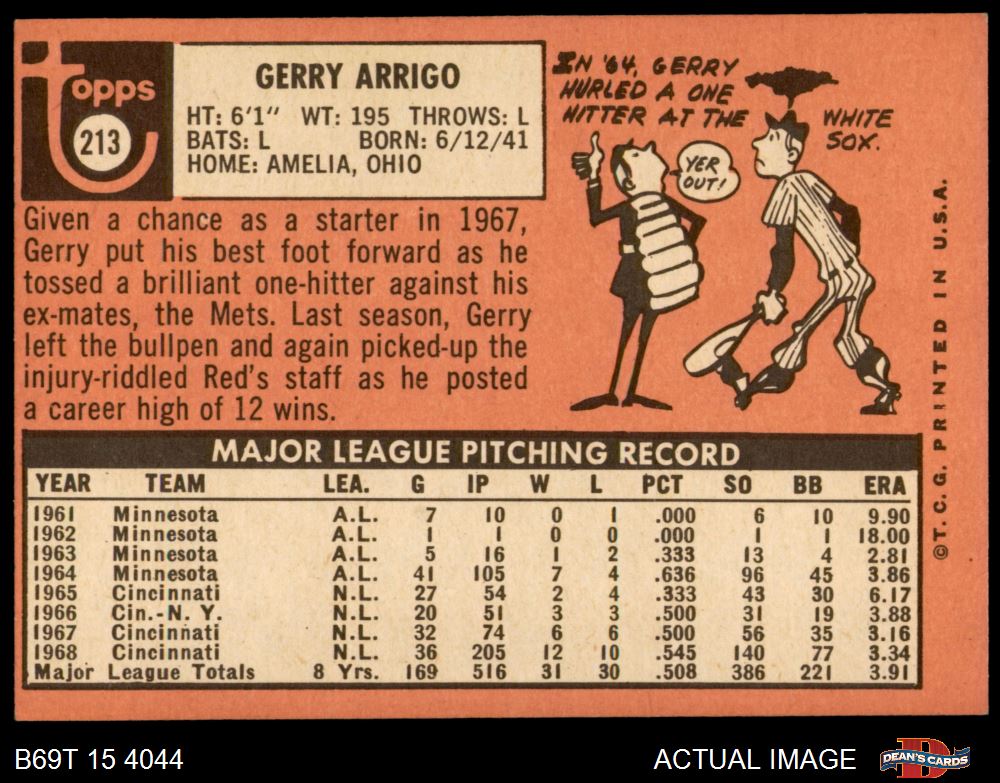 topps
213
GERRY ARRIGO
HT: 6'1" WT: 195 THROWS: L
BATS: L BORN: 6/12/41
HOME: AMELIA, OHIO
IN '64, GERRY
HURLED A ONE
HITTER AT THE WHITE
SOX.
YER
OUT!
Given a chance as a starter in 1967,
Gerry put his best foot forward as he
tossed a brilliant one-hitter against his
ex-mates, the Mets. Last season, Gerry
left the bullpen and again picked-up the
injury-riddled Red's staff as he posted
a career high of 12 wins.
MAJOR LEAGUE PITCHING RECORD
YEAR TEAM LEA. G IP W L PCT SO BB ERA
1961 Minnesota A.L. 7 10 0 1 .000 6 10 9.90
1962 Minnesota A.L. 1 1 0 0 .000 1 1 18.00
1963 Minnesota A.L. 5 16 1 2 .333 13 4 2.81
1964 Minnesota A.L. 41 105 7 4 .636 96 45 3.86
1965 Cincinnati N.L. 27 54 2 4 .333 43 30 6.17
1966 Cin.-N. Y. N.L. 20 51 3 3 .500 31 19 3.88
1967 Cincinnati N.L. 32 74 6 6 .500 56 35 3.16
1968 Cincinnati N.L. 36 205 12 10 .545 140 77 3.34
Major League Totals 8 Yrs. 169 516 31 30 .508 386 221 3.91
©T. C. G. PRINTED IN U.S.A.
B69T 15 4044
ACTUAL IMAGE
D
DEAN'S CARDS